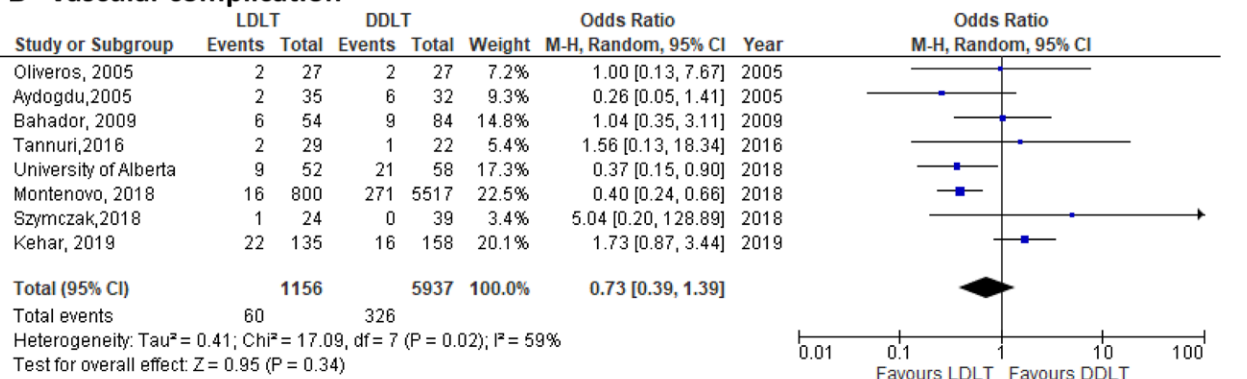 B Vascular complication
LDLT DDLT Odds Ratio Odds Ratio
Study or Subgroup Events Total Events Total Weight M-H, Random, 95% CI Year M-H, Random, 95% CI
Oliveros, 2005 2 27 2 27 7.2% 1.00 [0.13, 7.67] 2005
Aydogdu,2005 2 35 6 32 9.3% 0.26 [0.05, 1.41] 2005
Bahador, 2009 6 54 9 84 14.8% 1.04 [0.35, 3.11] 2009
Tannuri,2016 2 29 1 22 5.4% 1.56 [0.13, 18.34] 2016
University of Alberta 9 52 21 58 17.3% 0.37 [0.15, 0.90] 2018
Montenovo, 2018 16 800 271 5517 22.5% 0.40 [0.24, 0.66] 2018
Szymczak,2018 1 24 0 39 3.4% 5.04 [0.20, 128.89] 2018
Kehar, 2019 22 135 16 158 20.1% 1.73 [0.87, 3.44] 2019
Total (95% CI) 1156 5937 100.0% 0.73 [0.39, 1.39]
Total events 60 326
Heterogeneity: Tau² = 0.41; Chi² = 17.09, df = 7 (P = 0.02); I² = 59%
Test for overall effect: Z = 0.95 (P = 0.34)
0.01 0.1 1 10 100
Favours LDLT Favours DDLT